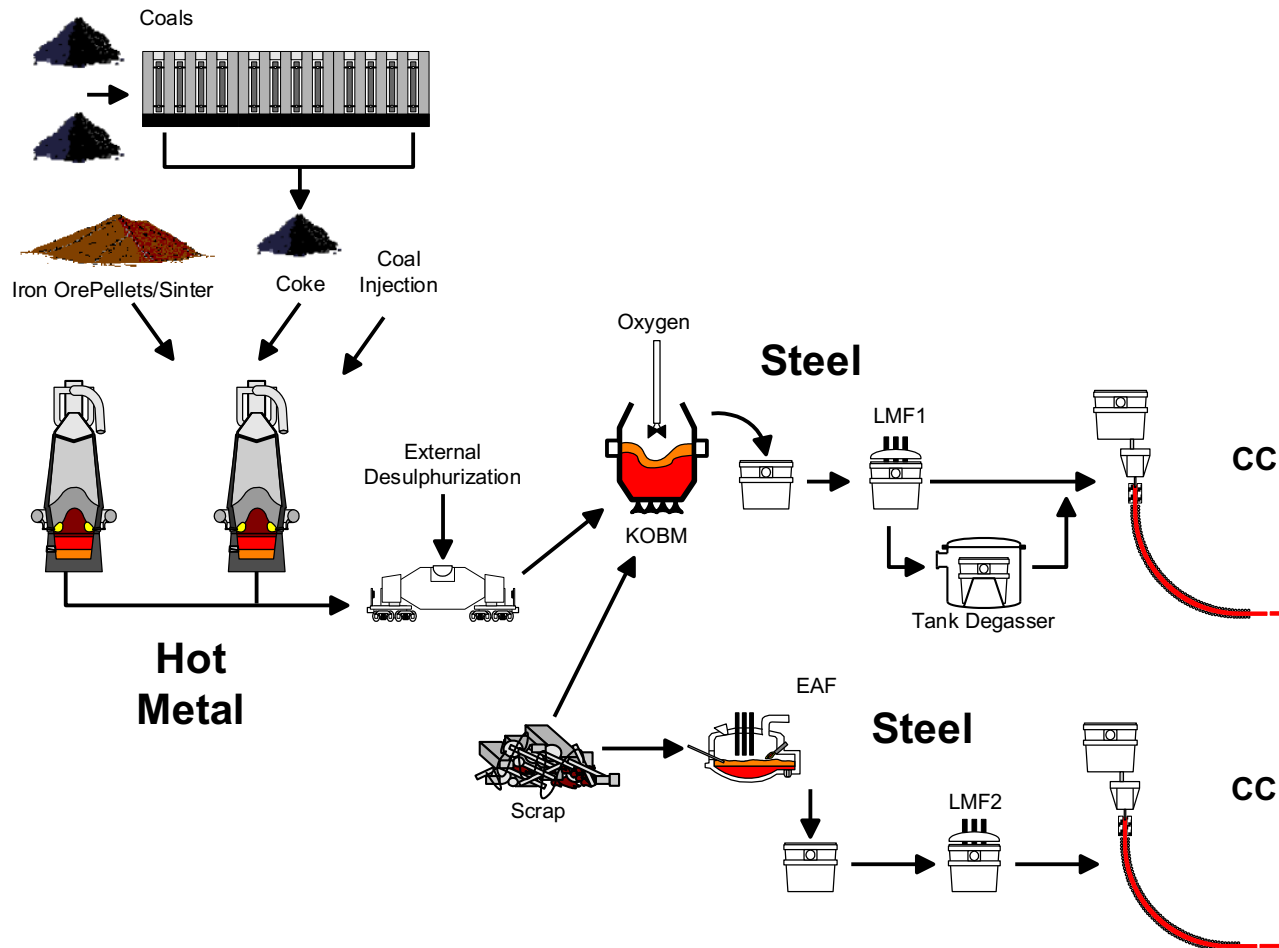 Coals
Iron OrePellets/Sinter
Coke
Coal
Injection
Oxygen
Steel
LMF1
CC
External
Desulphurization
KOBM
Tank Degasser
Hot
Metal
EAF
Steel
Scrap
LMF2
CC